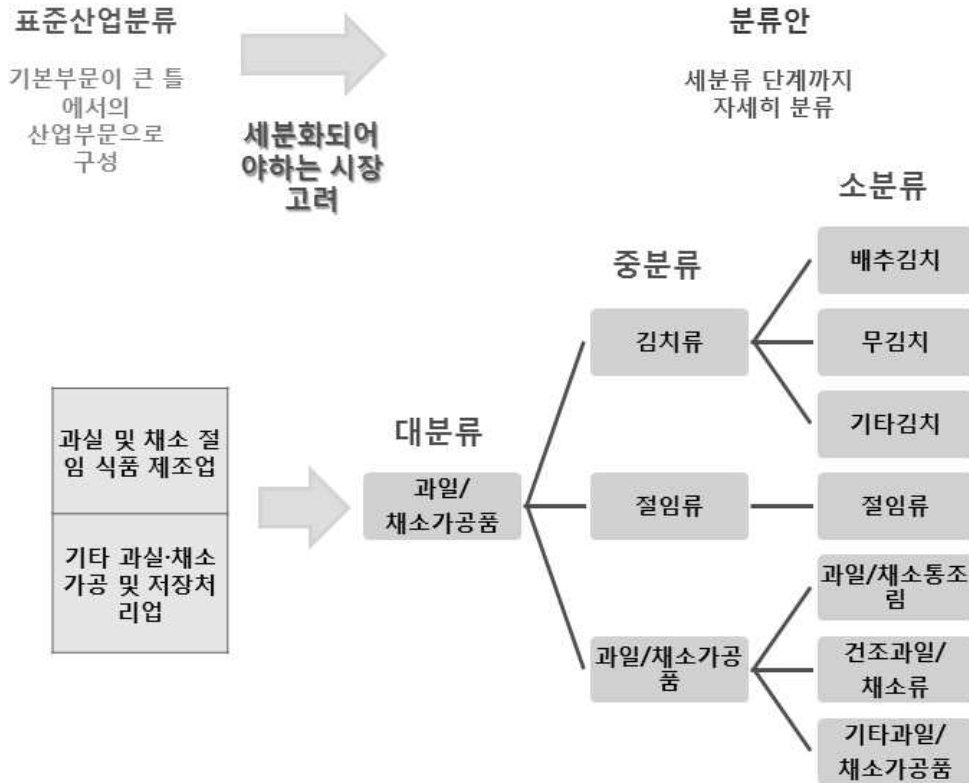 표준산업분류
기본부문이 큰 틀
에서의
산업부문으로
구성
세분화되어
야하는 시장
고려
분류안
세분류 단계까지
자세히 분류
소분류
중분류
대분류
과실 및 채소 절
임 식품 제조업
기타 과실·채소
가공 및 저장처
리업
과일/
채소가공품
김치류
절임류
과일/채소가공
품
배추김치
무김치
기타김치
절임류
과일/채소통조
림
건조과일/
채소류
기타과일/
채소가공품